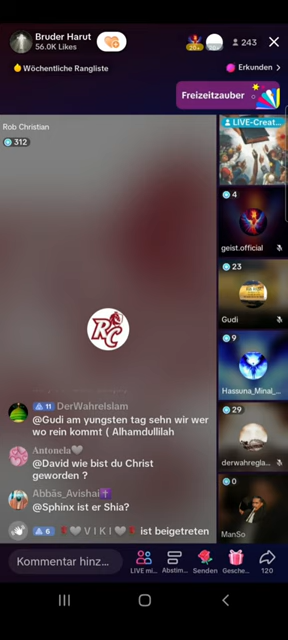 Bruder Harut
56.0K Likes
20+
243
Wöchentliche Rangliste
Erkunden >
Freizeitzauber
Rob Christian
312
LIVE-Creat...
4
geist.official
23
Gudi
9
Hassuna_Minal_...
29
derwahregla...
0
ManSo
RC
11 DerWahreIslam
@Gudi am yungsten tag sehn wir wer
wo rein kommt ( Alhamdullilah
Antonela🩶
@David wie bist du Christ
geworden ?
Abbās_Avishai✝️
@Sphinx ist er Shia?
6 🥀🩶 V I K I 🩶🥀 ist beigetreten
Kommentar hinz...
LIVE mi...
Abstim...
Senden
Gesche...
120